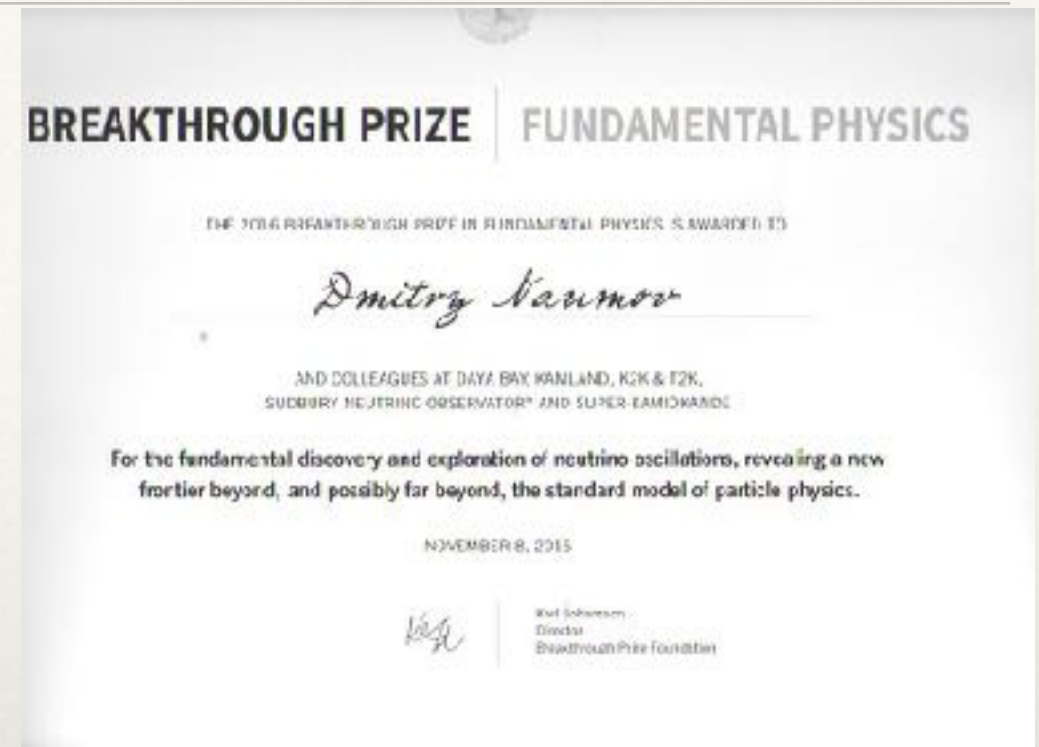 BREAKTHROUGH PRIZE | FUNDAMENTAL PHYSICS
THE 2016 BREAKTHROUGH PRIZE IN FUNDAMENTAL PHYSICS IS AWARDED TO
Dmitry Naumov
AND COLLEAGUES AT DAYA BAY, KAMLAND, K2K & T2K,
SUDBURY NEUTRINO OBSERVATORY AND SUPER-KAMIOKANDE
For the fundamental discovery and exploration of neutrino oscillations, revealing a new
frontier beyond, and possibly far beyond, the standard model of particle physics.
NOVEMBER 8, 2015
Director
Breakthrough Prize Foundation